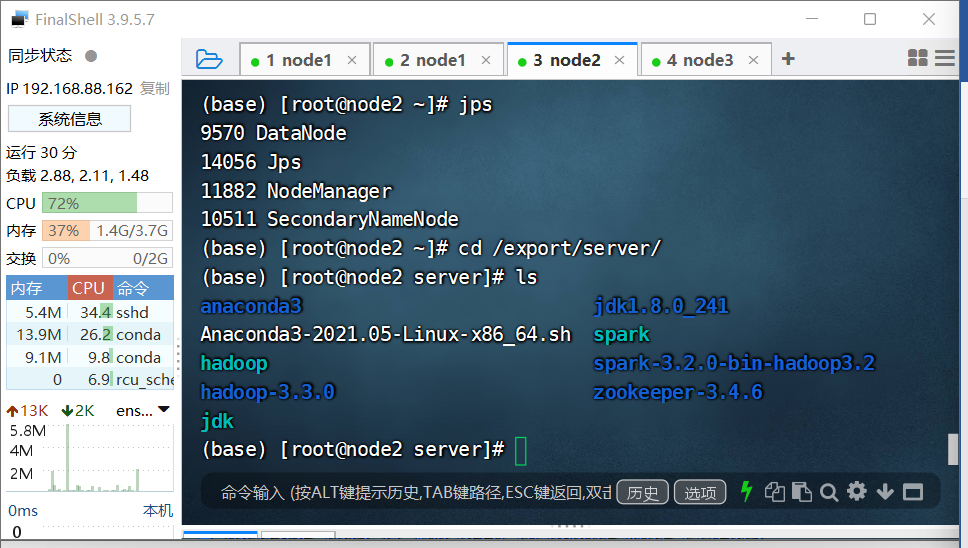 FinalShell 3.9.5.7
同步状态
IP 192.168.88.162 复制
系统信息
运行 30 分
负载 2.88, 2.11, 1.48
CPU 72%
内存 37% 1.4G/3.7G
交换 0% 0/2G
内存 CPU 命令
5.4M 34.4 sshd
13.9M 26.2 conda
9.1M 9.8 conda
0 6.9 rcu_sche
13K 2K ens...
5.8M
4M
2M
0ms 本机
0
1 node1 2 node1 3 node2 4 node3
(base) [root@node2 ~]# jps
9570 DataNode
14056 Jps
11882 NodeManager
10511 SecondaryNameNode
(base) [root@node2 ~]# cd /export/server/
(base) [root@node2 server]# ls
anaconda3 jdk1.8.0_241
Anaconda3-2021.05-Linux-x86_64.sh spark
hadoop spark-3.2.0-bin-hadoop3.2
hadoop-3.3.0 zookeeper-3.4.6
jdk
(base) [root@node2 server]#
命令输入 (按ALT键提示历史,TAB键路径,ESC键返回,双击 历史 选项